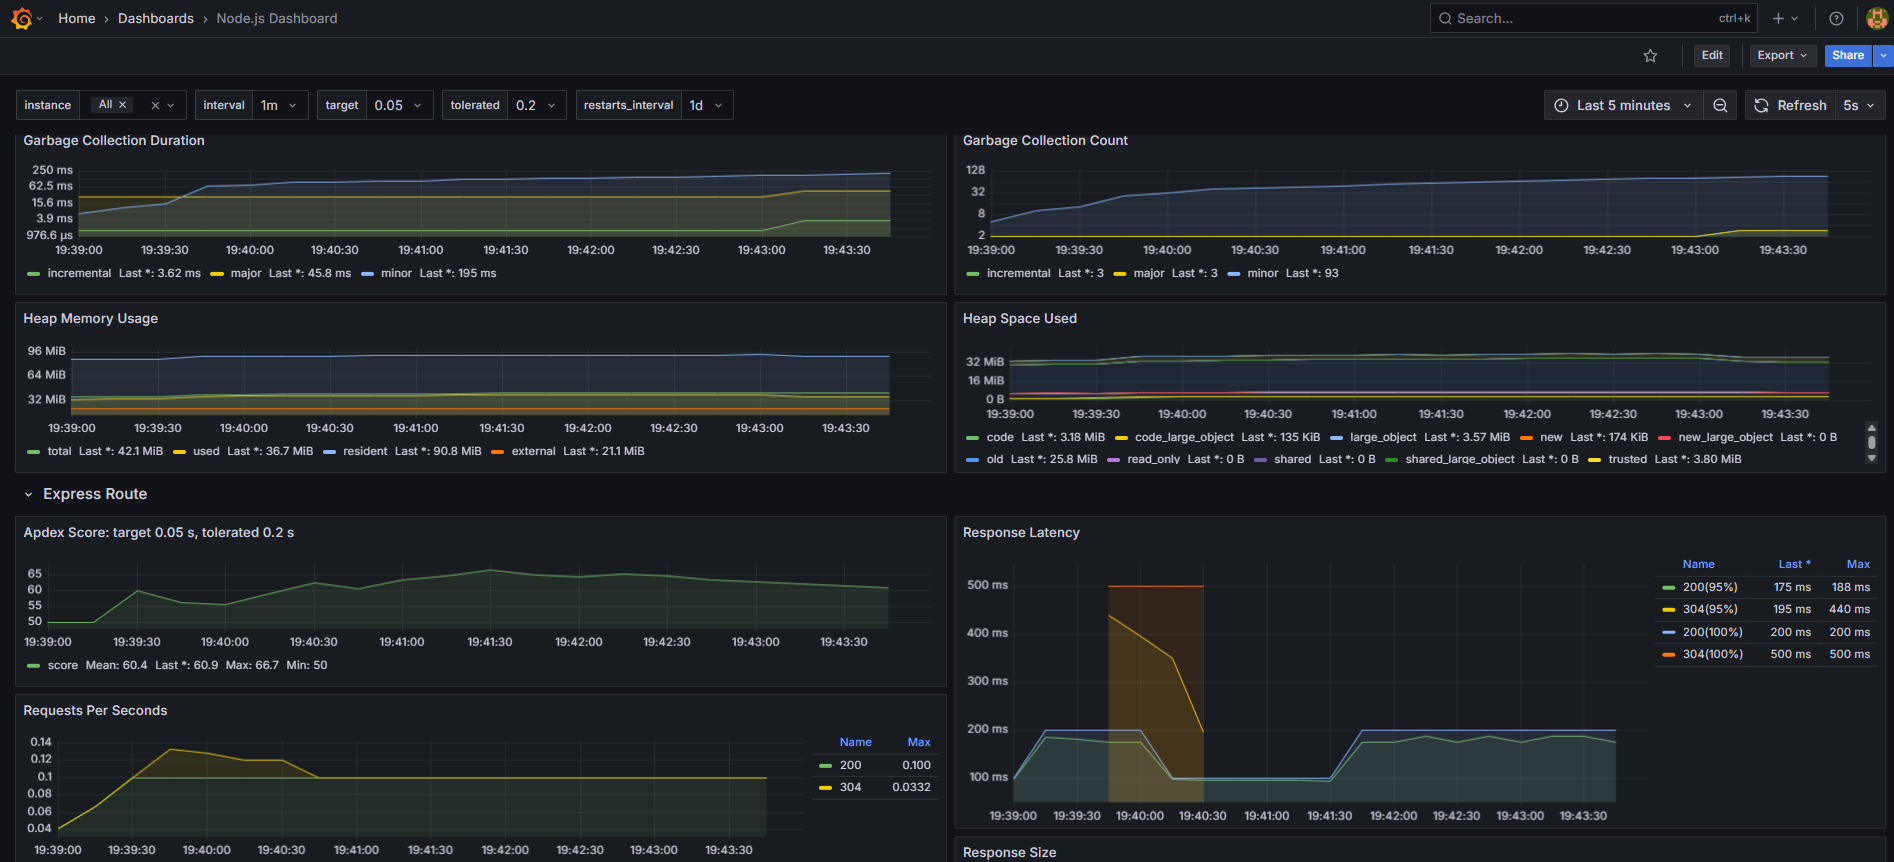 Home › Dashboards › Node.js Dashboard
Search... ctrl+k
Edit Export Share
instance All interval 1m target 0.05 tolerated 0.2 restarts_interval 1d
Last 5 minutes Refresh 5s
Garbage Collection Duration
250 ms
62.5 ms
15.6 ms
3.9 ms
976.6 µs
19:39:00 19:39:30 19:40:00 19:40:30 19:41:00 19:41:30 19:42:00 19:42:30 19:43:00 19:43:30
incremental Last *: 3.62 ms major Last *: 45.8 ms minor Last *: 195 ms
Garbage Collection Count
128
32
8
2
19:39:00 19:39:30 19:40:00 19:40:30 19:41:00 19:41:30 19:42:00 19:42:30 19:43:00 19:43:30
incremental Last *: 3 major Last *: 3 minor Last *: 93
Heap Memory Usage
96 MiB
64 MiB
32 MiB
19:39:00 19:39:30 19:40:00 19:40:30 19:41:00 19:41:30 19:42:00 19:42:30 19:43:00 19:43:30
total Last *: 42.1 MiB used Last *: 36.7 MiB resident Last *: 90.8 MiB external Last *: 21.1 MiB
Heap Space Used
32 MiB
16 MiB
0 B
19:39:00 19:39:30 19:40:00 19:40:30 19:41:00 19:41:30 19:42:00 19:42:30 19:43:00 19:43:30
code Last *: 3.18 MiB code_large_object Last *: 135 KiB large_object Last *: 3.57 MiB new Last *: 174 KiB new_large_object Last *: 0 B
old Last *: 25.8 MiB read_only Last *: 0 B shared Last *: 0 B shared_large_object Last *: 0 B trusted Last *: 3.80 MiB
Express Route
Apdex Score: target 0.05 s, tolerated 0.2 s
65
60
55
50
19:39:00 19:39:30 19:40:00 19:40:30 19:41:00 19:41:30 19:42:00 19:42:30 19:43:00 19:43:30
score Mean: 60.4 Last *: 60.9 Max: 66.7 Min: 50
Response Latency
500 ms
400 ms
300 ms
200 ms
100 ms
19:39:00 19:39:30 19:40:00 19:40:30 19:41:00 19:41:30 19:42:00 19:42:30 19:43:00 19:43:30
Name Last * Max
200(95%) 175 ms 188 ms
304(95%) 195 ms 440 ms
200(100%) 200 ms 200 ms
304(100%) 500 ms 500 ms
Requests Per Seconds
0.14
0.12
0.1
0.08
0.06
0.04
19:39:00 19:39:30 19:40:00 19:40:30 19:41:00 19:41:30 19:42:00 19:42:30 19:43:00 19:43:30
Name Max
200 0.100
304 0.0332
Response Size